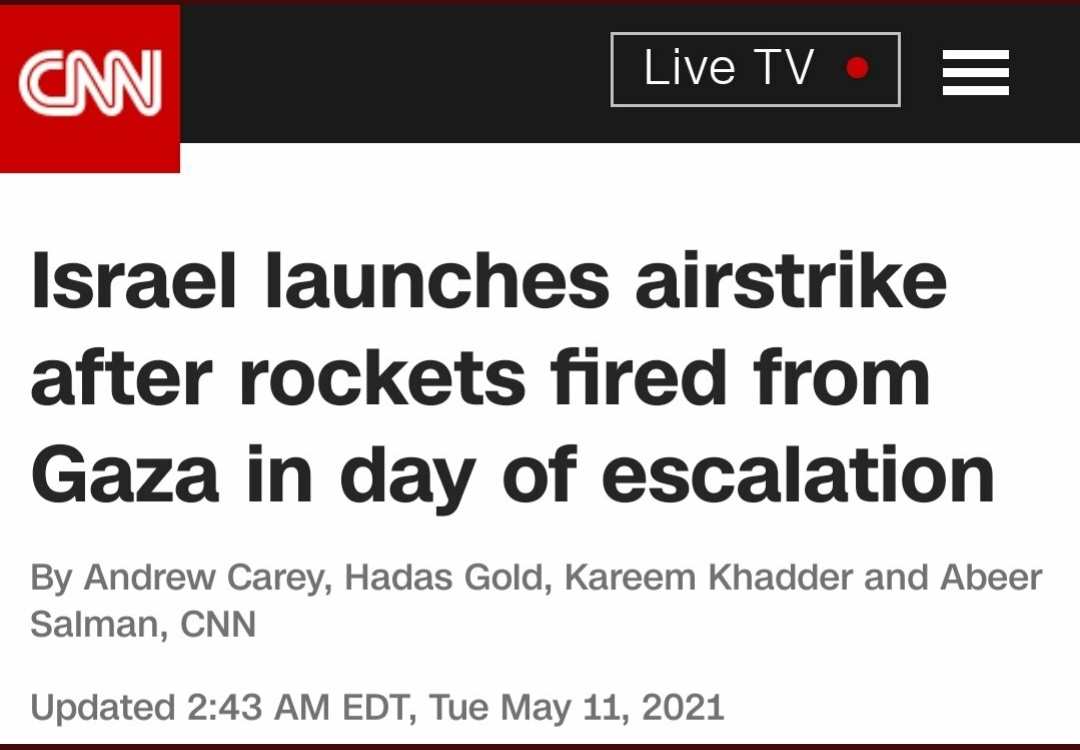 CNN
Live TV
Israel launches airstrike
after rockets fired from
Gaza in day of escalation
By Andrew Carey, Hadas Gold, Kareem Khadder and Abeer
Salman, CNN
Updated 2:43 AM EDT, Tue May 11, 2021